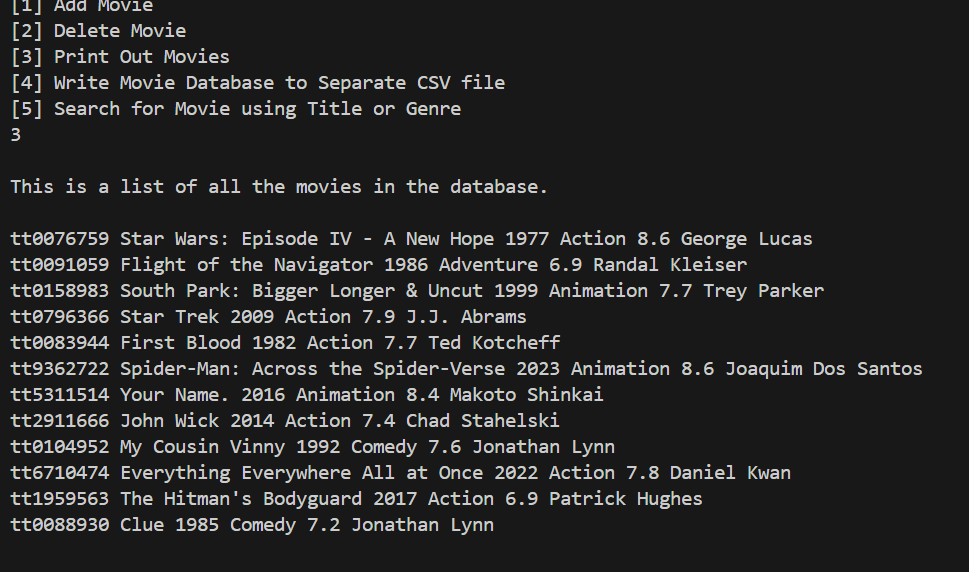 [1] Add Movie
[2] Delete Movie
[3] Print Out Movies
[4] Write Movie Database to Separate CSV file
[5] Search for Movie using Title or Genre
3
This is a list of all the movies in the database.
tt0076759 Star Wars: Episode IV - A New Hope 1977 Action 8.6 George Lucas
tt0091059 Flight of the Navigator 1986 Adventure 6.9 Randal Kleiser
tt0158983 South Park: Bigger Longer & Uncut 1999 Animation 7.7 Trey Parker
tt0796366 Star Trek 2009 Action 7.9 J.J. Abrams
tt0083944 First Blood 1982 Action 7.7 Ted Kotcheff
tt9362722 Spider-Man: Across the Spider-Verse 2023 Animation 8.6 Joaquim Dos Santos
tt5311514 Your Name. 2016 Animation 8.4 Makoto Shinkai
tt2911666 John Wick 2014 Action 7.4 Chad Stahelski
tt0104952 My Cousin Vinny 1992 Comedy 7.6 Jonathan Lynn
tt6710474 Everything Everywhere All at Once 2022 Action 7.8 Daniel Kwan
tt1959563 The Hitman's Bodyguard 2017 Action 6.9 Patrick Hughes
tt0088930 Clue 1985 Comedy 7.2 Jonathan Lynn